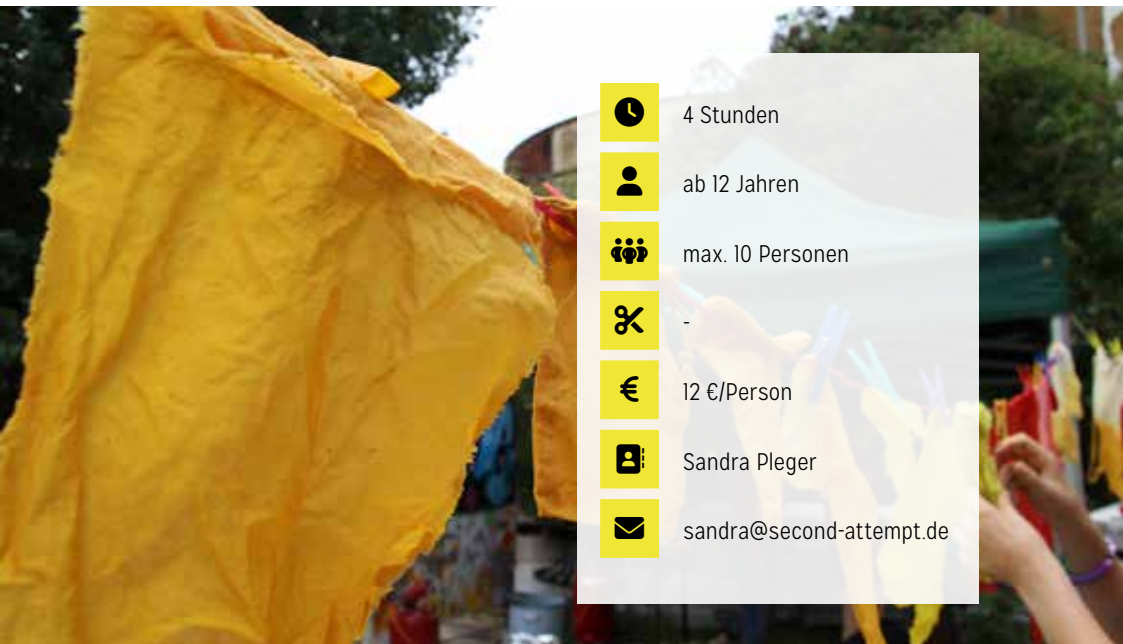 4 Stunden
ab 12 Jahren
max. 10 Personen
-
€ 12 €/Person
Sandra Pleger
sandra@second-attempt.de